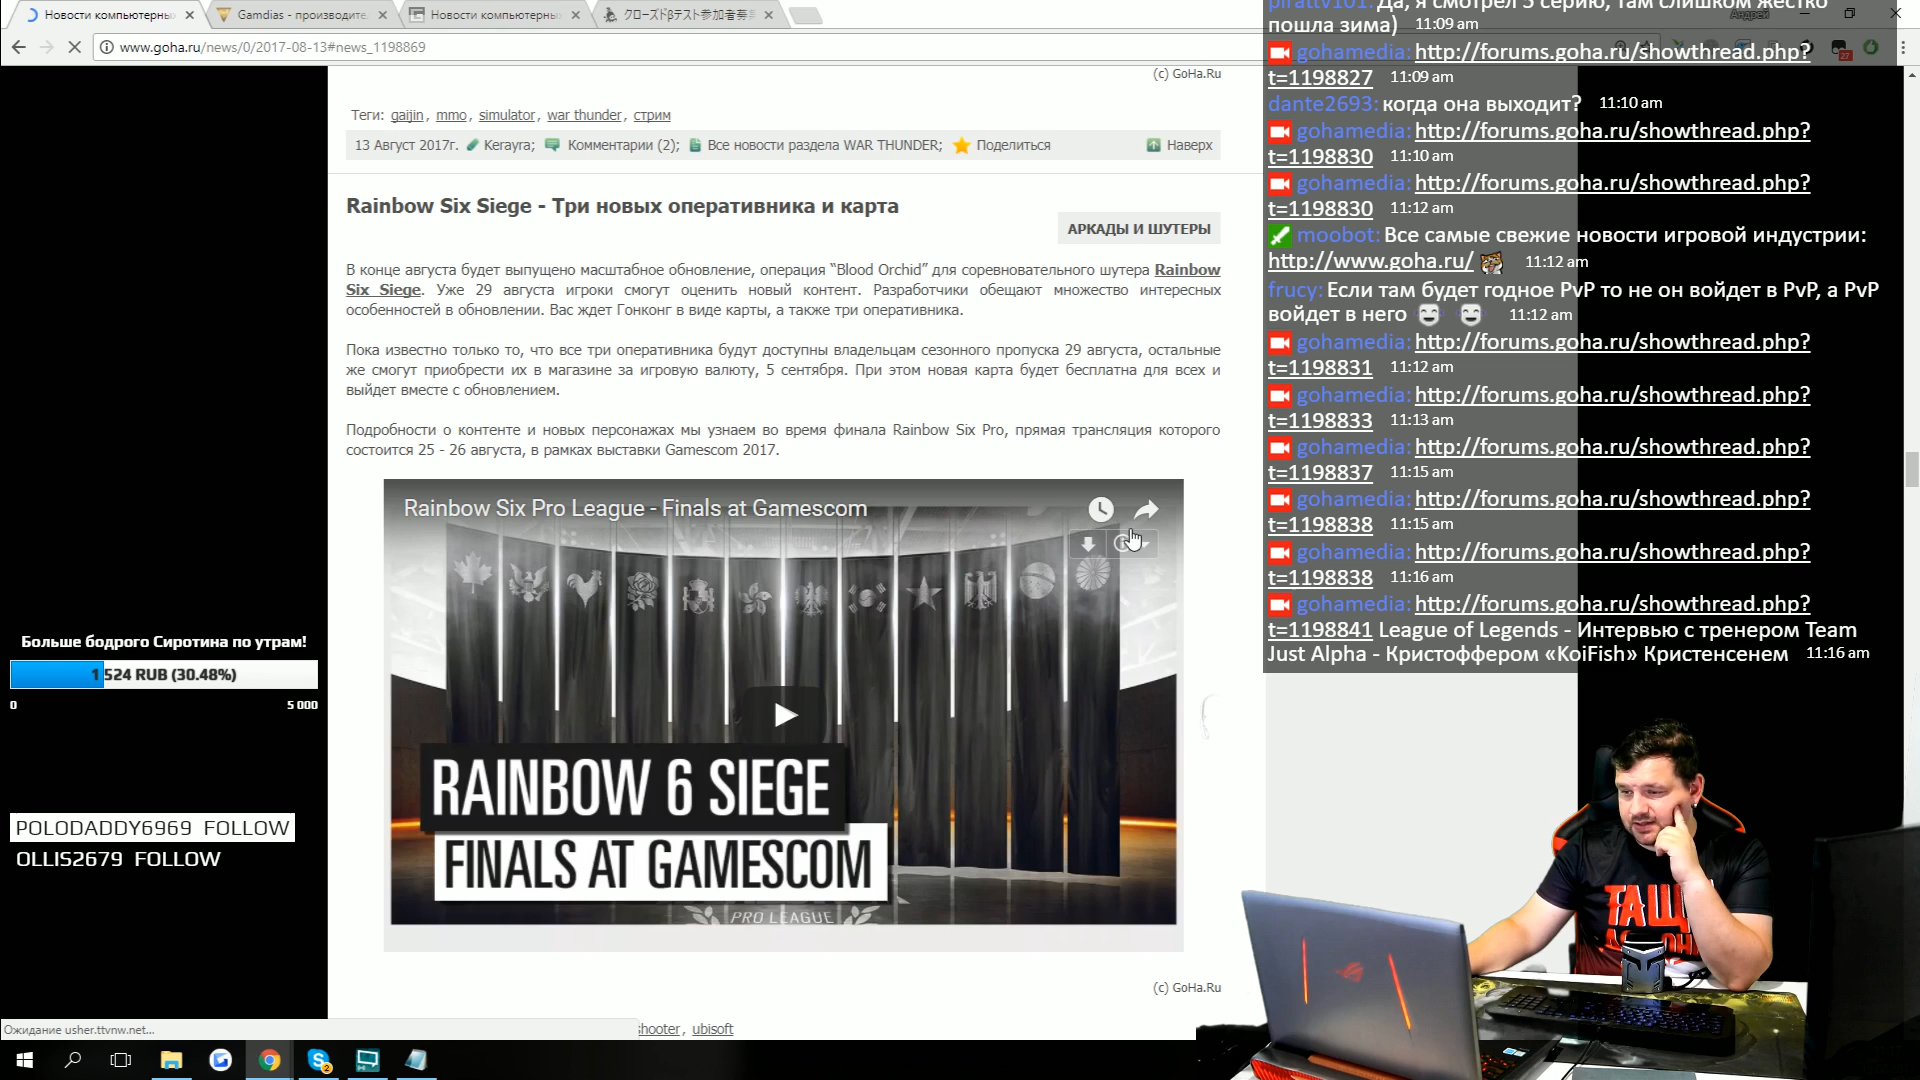 Новости компьютерны
Gamdias - производите
Новости компьютерны
クローズドβテスト参加者募
Андрей
www.goha.ru/news/0/2017-08-13#news_1198869
(c) GoHa.Ru
Теги: gaijin, mmo, simulator, war thunder, стрим
13 Август 2017г. Kerayra; Комментарии (2); Все новости раздела WAR THUNDER; Поделиться Наверх
Rainbow Six Siege - Три новых оперативника и карта
АРКАДЫ И ШУТЕРЫ
В конце августа будет выпущено масштабное обновление, операция “Blood Orchid” для соревновательного шутера Rainbow
Six Siege. Уже 29 августа игроки смогут оценить новый контент. Разработчики обещают множество интересных
особенностей в обновлении. Вас ждет Гонконг в виде карты, а также три оперативника.
Пока известно только то, что все три оперативника будут доступны владельцам сезонного пропуска 29 августа, остальные
же смогут приобрести их в магазине за игровую валюту, 5 сентября. При этом новая карта будет бесплатна для всех и
выйдет вместе с обновлением.
Подробности о контенте и новых персонажах мы узнаем во время финала Rainbow Six Pro, прямая трансляция которого
состоится 25 - 26 августа, в рамках выставки Gamescom 2017.
Rainbow Six Pro League - Finals at Gamescom
RAINBOW 6 SIEGE
FINALS AT GAMESCOM
PRO LEAGUE
(c) GoHa.Ru
shooter, ubisoft
Ожидание usher.ttvnw.net...
Больше бодрого Сиротина по утрам!
1 524 RUB (30.48%)
0 5 000
POLODADDY6969 FOLLOW
OLLIS2679 FOLLOW
pirattv101: Да, я смотрел 5 серию, там слишком жестко
пошла зима) 11:09 am
gohamedia: http://forums.goha.ru/showthread.php?
t=1198827 11:09 am
dante2693: когда она выходит? 11:10 am
gohamedia: http://forums.goha.ru/showthread.php?
t=1198830 11:10 am
gohamedia: http://forums.goha.ru/showthread.php?
t=1198830 11:12 am
moobot: Все самые свежие новости игровой индустрии:
http://www.goha.ru/ 11:12 am
frucy: Если там будет годное PvP то не он войдет в PvP, а PvP
войдет в него 11:12 am
gohamedia: http://forums.goha.ru/showthread.php?
t=1198831 11:12 am
gohamedia: http://forums.goha.ru/showthread.php?
t=1198833 11:13 am
gohamedia: http://forums.goha.ru/showthread.php?
t=1198837 11:15 am
gohamedia: http://forums.goha.ru/showthread.php?
t=1198838 11:15 am
gohamedia: http://forums.goha.ru/showthread.php?
t=1198838 11:16 am
gohamedia: http://forums.goha.ru/showthread.php?
t=1198841 League of Legends - Интервью с тренером Team
Just Alpha - Кристоффером «KoiFish» Кристенсенем 11:16 am